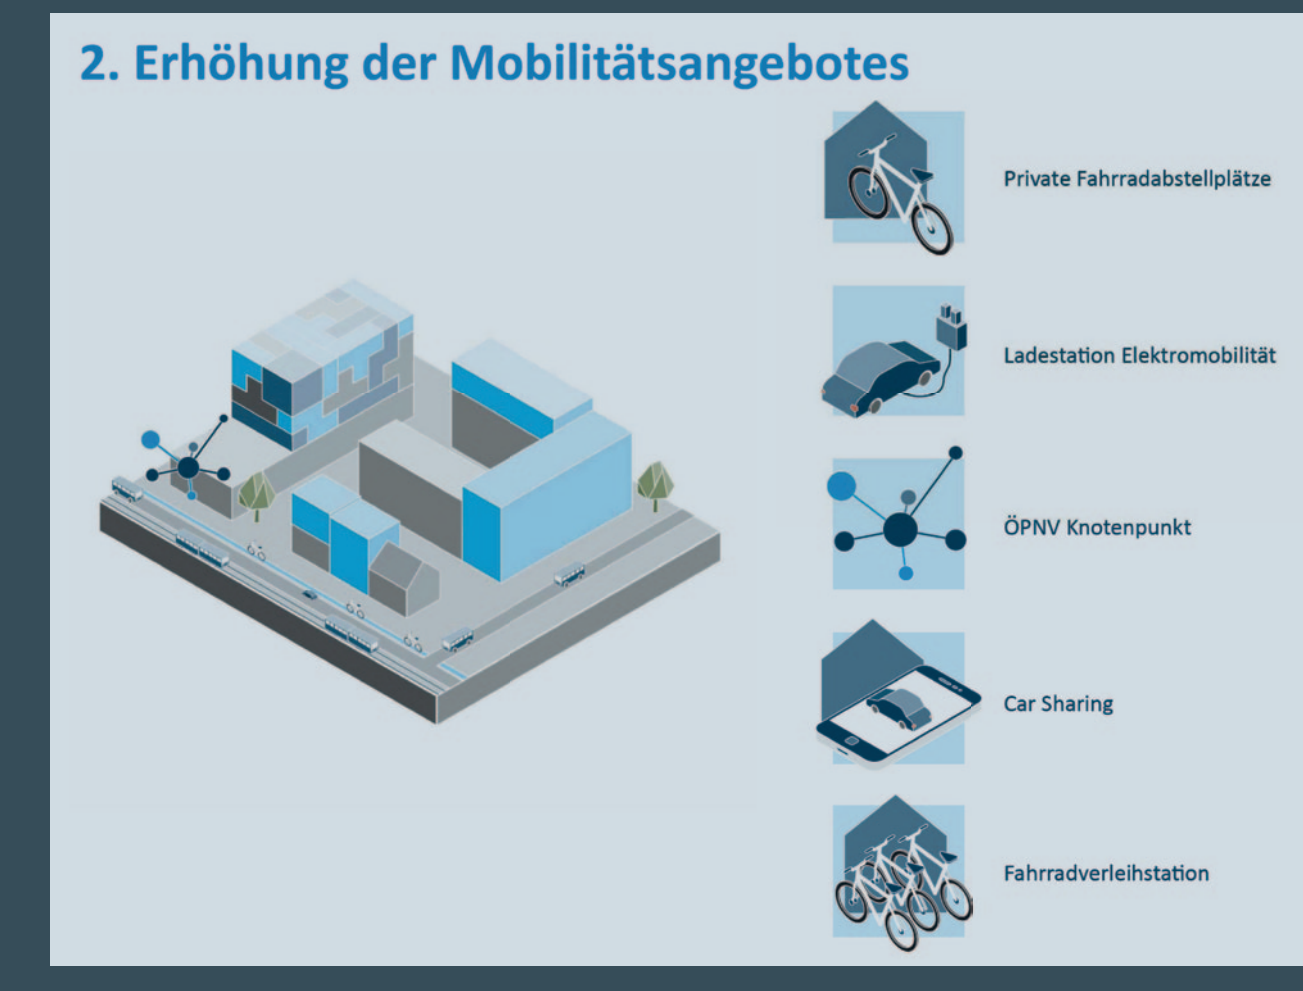 2. Erhöhung der Mobilitätsangebotes
Private Fahrradabstellplätze
Ladestation Elektromobilität
ÖPNV Knotenpunkt
Car Sharing
Fahrradverleihstation